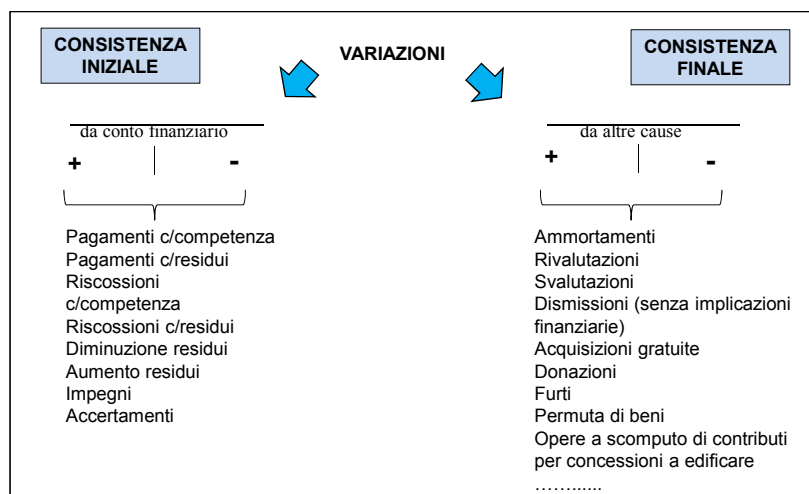 CONSISTENZA
INIZIALE
VARIAZIONI
CONSISTENZA
FINALE
da conto finanziario
+ -
Pagamenti c/competenza
Pagamenti c/residui
Riscossioni
c/competenza
Riscossioni c/residui
Diminuzione residui
Aumento residui
Impegni
Accertamenti
da altre cause
+ -
Ammortamenti
Rivalutazioni
Svalutazioni
Dismissioni (senza implicazioni
finanziarie)
Acquisizioni gratuite
Donazioni
Furti
Permuta di beni
Opere a scomputo di contributi
per concessioni a edificare
…….....